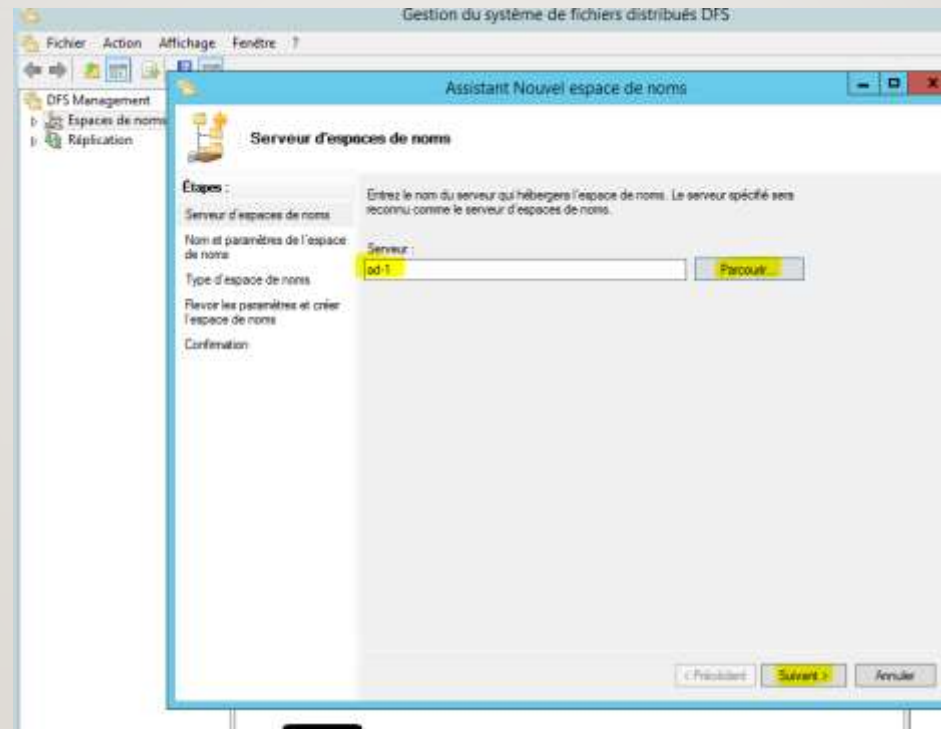 Gestion du système de fichiers distribués DFS
Fichier Action Affichage Fenêtre ?
Assistant Nouvel espace de noms
DFS Management
Espaces de noms
Réplication
Serveur d'espaces de noms
Étapes :
Serveur d'espaces de noms
Nom et paramètres de l'espace
de noms
Type d'espace de noms
Revoir les paramètres et créer
l'espace de noms
Confirmation
Entrez le nom du serveur qui hébergera l'espace de noms. Le serveur spécifié sera
reconnu comme le serveur d'espaces de noms.
Serveur :
ad-1
Parcourir...
< Précédent
Suivant >
Annuler